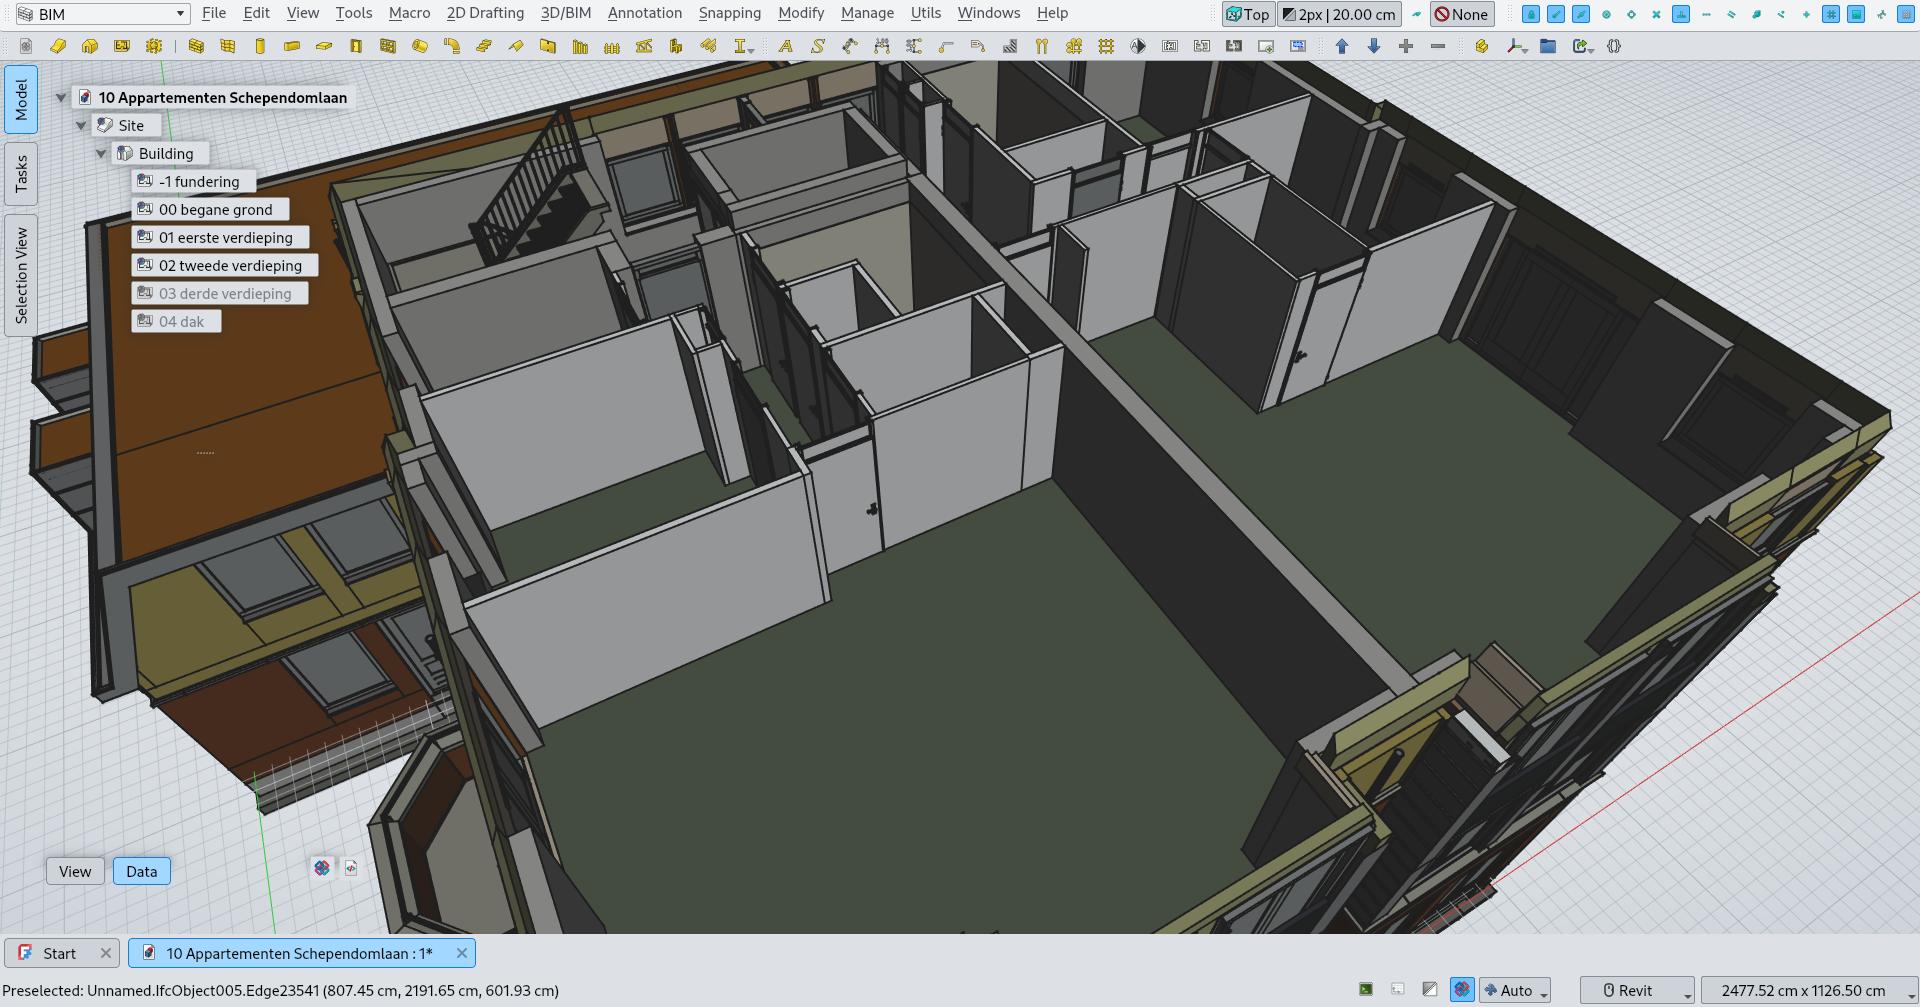 BIM
File Edit View Tools Macro 2D Drafting 3D/BIM Annotation Snapping Modify Manage Utils Windows Help
Top
2px | 20.00 cm
None
Model
Tasks
Selection View
10 Appartementen Schependomlaan
Site
Building
-1 fundering
00 begane grond
01 eerste verdieping
02 tweede verdieping
03 derde verdieping
04 dak
View
Data
Start
10 Appartementen Schependomlaan : 1*
Preselected: Unnamed.IfcObject005.Edge23541 (807.45 cm, 2191.65 cm, 601.93 cm)
Auto
Revit
2477.52 cm x 1126.50 cm